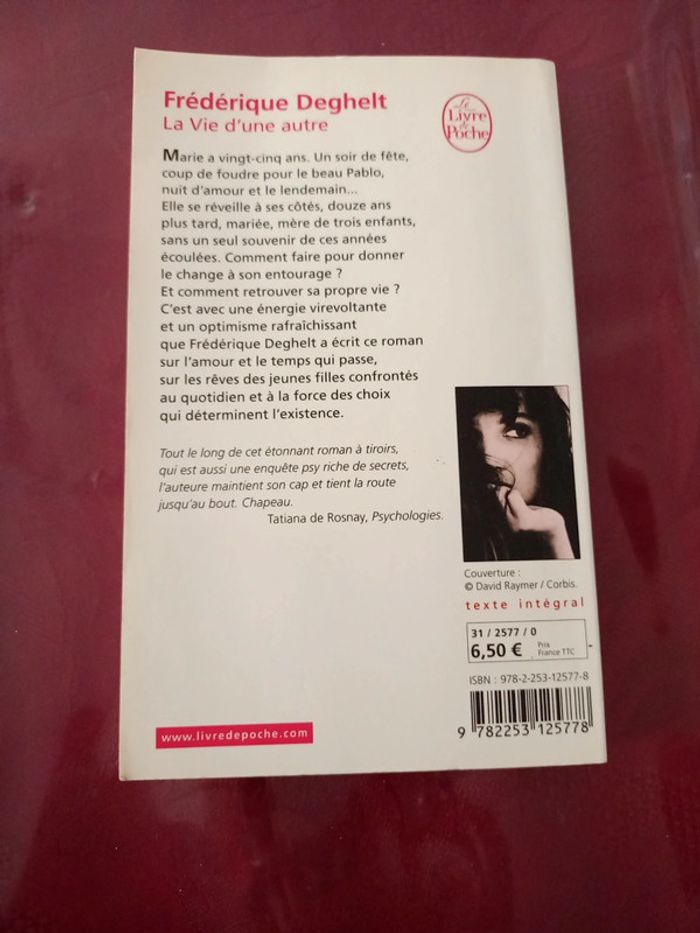 Frédérique Deghelt
La Vie d'une autre
Le
Livre
de
Poche
Marie a vingt-cinq ans. Un soir de fête,
coup de foudre pour le beau Pablo,
nuit d'amour et le lendemain...
Elle se réveille à ses côtés, douze ans
plus tard, mariée, mère de trois enfants,
sans un seul souvenir de ces années
écoulées. Comment faire pour donner
le change à son entourage ?
Et comment retrouver sa propre vie ?
C'est avec une énergie virevoltante
et un optimisme rafraîchissant
que Frédérique Deghelt a écrit ce roman
sur l'amour et le temps qui passe,
sur les rêves des jeunes filles confrontés
au quotidien et à la force des choix
qui déterminent l'existence.
Tout le long de cet étonnant roman à tiroirs,
qui est aussi une enquête psy riche de secrets,
l'auteure maintient son cap et tient la route
jusqu'au bout. Chapeau.
Tatiana de Rosnay, Psychologies.
Couverture :
© David Raymer / Corbis.
texte intégral
31 / 2577 / 0
6,50 € Prix
France TTC
ISBN : 978-2-253-12577-8
9 782253 125778
www.livredepoche.com